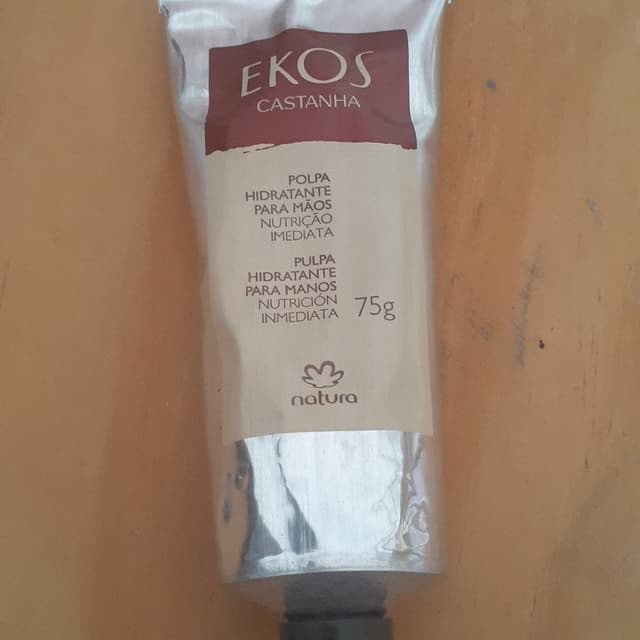 EKOS
CASTANHA
POLPA
HIDRATANTE
PARA MÃOS
NUTRIÇÃO
IMEDIATA
PULPA
HIDRATANTE
PARA MANOS
NUTRICIÓN
INMEDIATA
75g
natura